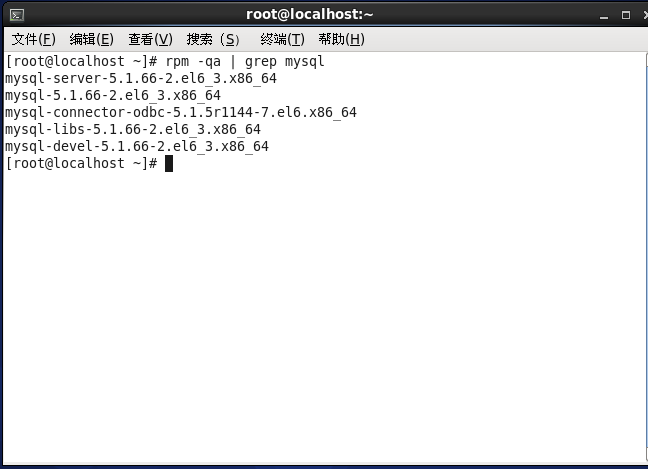 root@localhost:~
文件(F) 编辑(E) 查看(V) 搜索（S） 终端(T) 帮助(H)
[root@localhost ~]# rpm -qa | grep mysql
mysql-server-5.1.66-2.el6_3.x86_64
mysql-5.1.66-2.el6_3.x86_64
mysql-connector-odbc-5.1.5r1144-7.el6.x86_64
mysql-libs-5.1.66-2.el6_3.x86_64
mysql-devel-5.1.66-2.el6_3.x86_64
[root@localhost ~]#